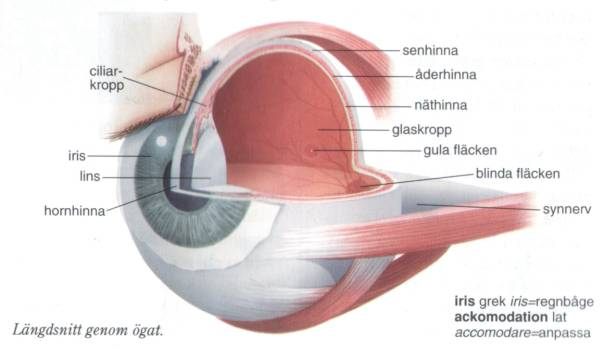 senhinna
åderhinna
näthinna
glaskropp
gula fläcken
blinda fläcken
synnerv
ciliar-
kropp
iris
lins
hornhinna
Längdsnitt genom ögat.
iris grek iris=regnbåge
ackomodation lat
accomodare=anpassa